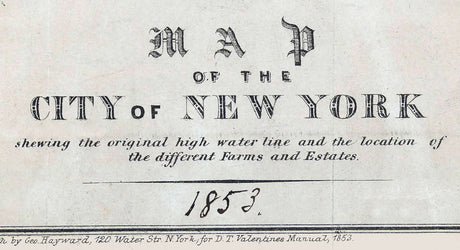 MAP
OF THE
CITY OF NEW YORK
shewing the original high water line and the location of
the different Farms and Estates.
1853.
by Geo. Hayward, 120 Water Str. N. York, for D. T. Valentines Manual, 1853.